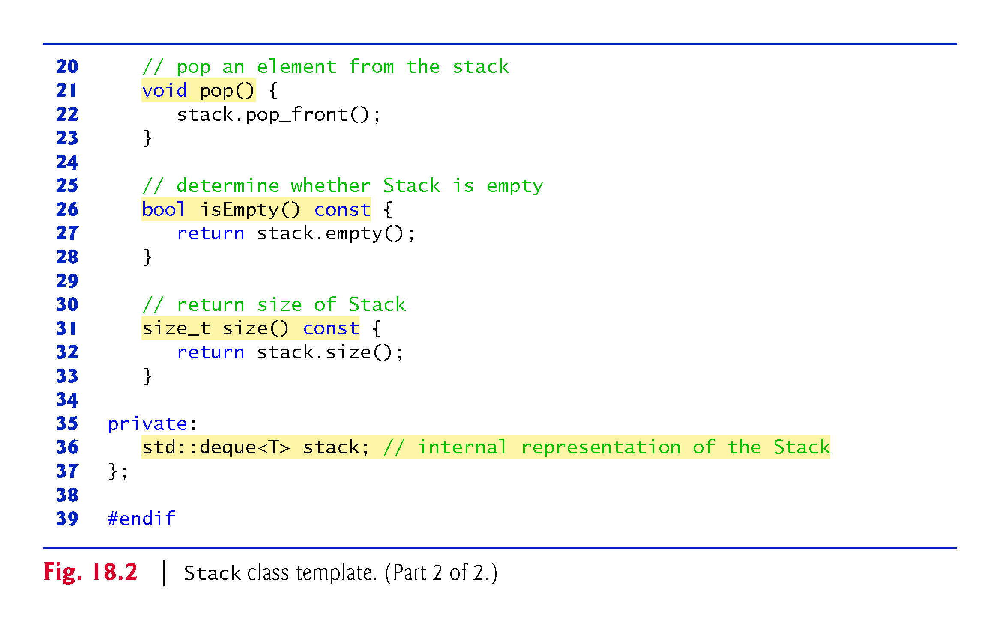 20 // pop an element from the stack
21 void pop() {
22 stack.pop_front();
23 }
24
25 // determine whether Stack is empty
26 bool isEmpty() const {
27 return stack.empty();
28 }
29
30 // return size of Stack
31 size_t size() const {
32 return stack.size();
33 }
34
35 private:
36 std::deque<T> stack; // internal representation of the Stack
37 };
38
39 #endif
Fig. 18.2 | Stack class template. (Part 2 of 2.)